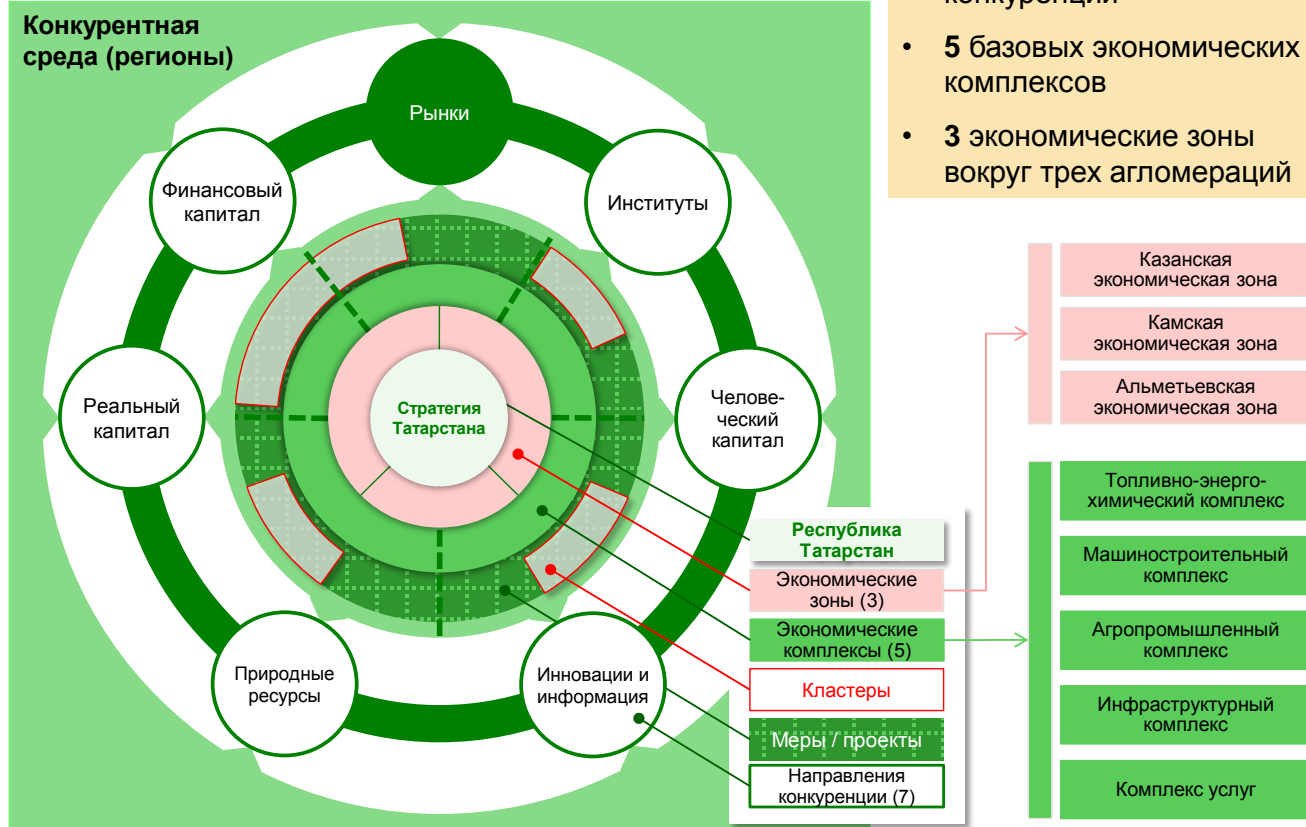 Конкурентная
среда (регионы)
конкуренции
• 5 базовых экономических
комплексов
• 3 экономические зоны
вокруг трех агломераций
Рынки
Финансовый
капитал
Институты
Реальный
капитал
Челове-
ческий
капитал
Стратегия
Татарстана
Природные
ресурсы
Инновации и
информация
Республика
Татарстан
Экономические
зоны (3)
Экономические
комплексы (5)
Кластеры
Меры / проекты
Направления
конкуренции (7)
Казанская
экономическая зона
Камская
экономическая зона
Альметьевская
экономическая зона
Топливно-энерго-
химический комплекс
Машиностроительный
комплекс
Агропромышленный
комплекс
Инфраструктурный
комплекс
Комплекс услуг